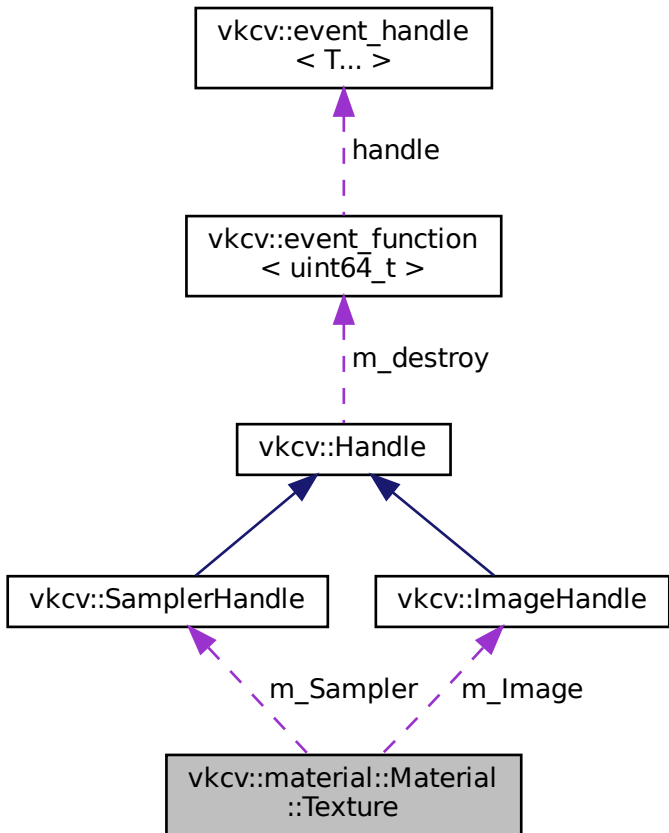 vkcv::event_handle
< T... >
handle
vkcv::event_function
< uint64_t >
m_destroy
vkcv::Handle
vkcv::SamplerHandle
vkcv::ImageHandle
m_Sampler
m_Image
vkcv::material::Material
::Texture